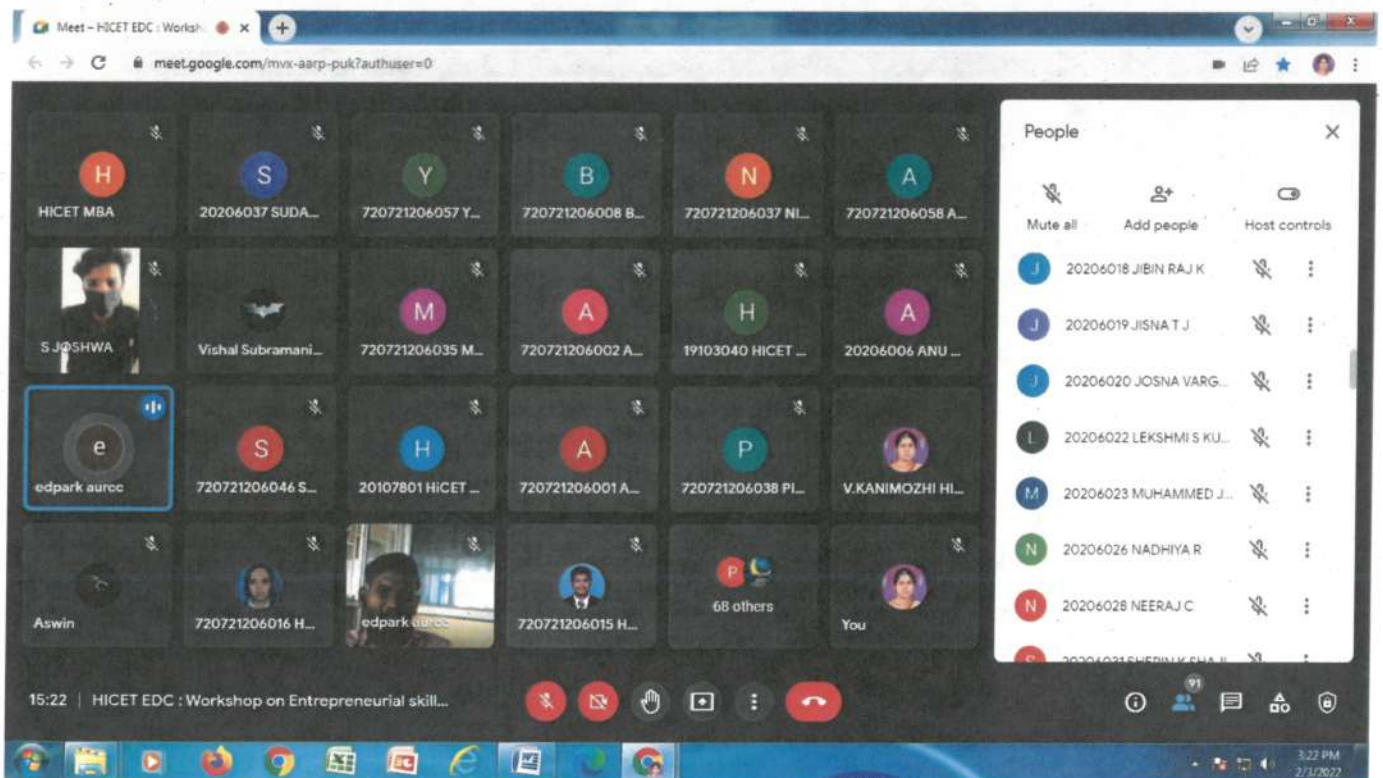 Meet – HICET EDC : Worksh
meet.google.com/mvx-aarp-puk?authuser=0
H
HICET MBA
S
20206037 SUDA...
Y
720721206057 Y...
B
720721206008 B...
N
720721206037 NI...
A
720721206058 A...
S JOSHWA
Vishal Subramani...
M
720721206035 M...
A
720721206002 A...
H
19103040 HICET ...
A
20206006 ANU ...
e
edpark aurcc
S
720721206046 S...
H
20107801 HiCET ...
A
720721206001 A...
P
720721206038 PI...
V.KANIMOZHI HI...
Aswin
720721206016 H...
edpark aurcc
720721206015 H...
P
68 others
You
People
Mute all
Add people
Host controls
J
20206018 JIBIN RAJ K
J
20206019 JISNA T J
J
20206020 JOSNA VARG...
L
20206022 LEKSHMI S KU...
M
20206023 MUHAMMED J...
N
20206026 NADHIYA R
N
20206028 NEERAJ C
S
15:22 | HICET EDC : Workshop on Entrepreneurial skill...
91
3:22 PM
2/1/2022